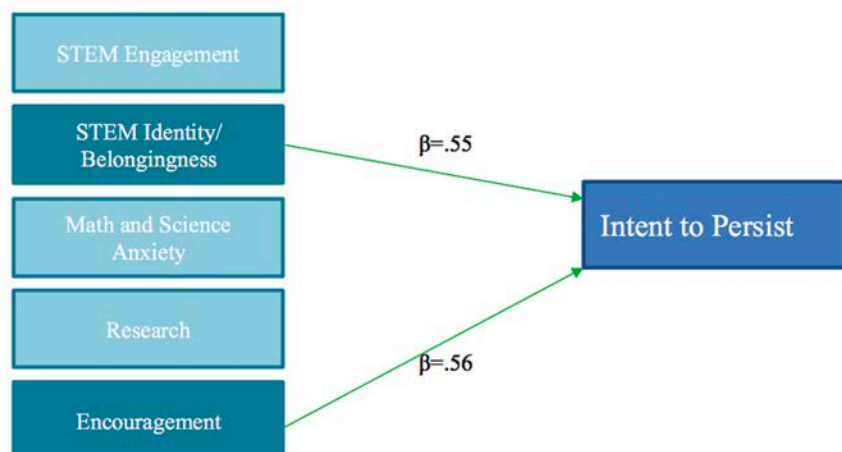 STEM Engagement
STEM Identity/
Belongingness
β=.55
Intent to Persist
Math and Science
Anxiety
Research
β=.56
Encouragement